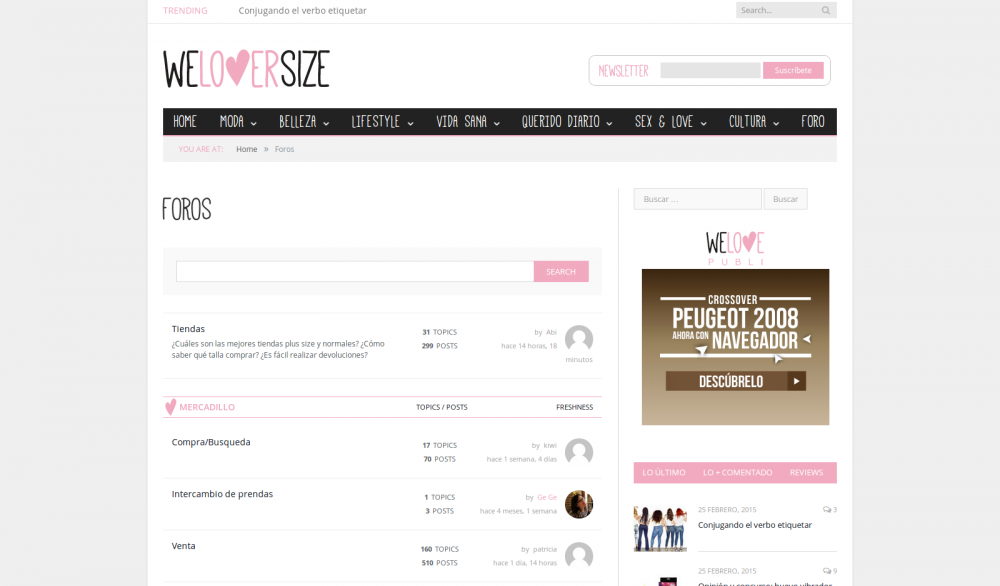 TRENDING Conjugando el verbo etiquetar Search...
WELOVERSIZE
NEWSLETTER Suscríbete
HOME MODA BELLEZA LIFESTYLE VIDA SANA QUERIDO DIARIO SEX & LOVE CULTURA FORO
YOU ARE AT: Home » Foros
FOROS
SEARCH
Tiendas
¿Cuáles son las mejores tiendas plus size y normales? ¿Cómo
saber qué talla comprar? ¿Es fácil realizar devoluciones?
31 TOPICS
299 POSTS
by Abi
hace 14 horas, 18
minutos
MERCADILLO TOPICS / POSTS FRESHNESS
Compra/Busqueda
17 TOPICS
70 POSTS
by kiwi
hace 1 semana, 4 días
Intercambio de prendas
1 TOPICS
3 POSTS
by Ge Ge
hace 4 meses, 1 semana
Venta
160 TOPICS
510 POSTS
by patricia
hace 1 día, 14 horas
Buscar ... Buscar
WELOVE
PUBLI
CROSSOVER
PEUGEOT 2008
AHORA CON NAVEGADOR
DESCÚBRELO
LO ÚLTIMO LO + COMENTADO REVIEWS
25 FEBRERO, 2015 3
Conjugando el verbo etiquetar
25 FEBRERO, 2015 9
Opinión y concurso: huevo vibrador